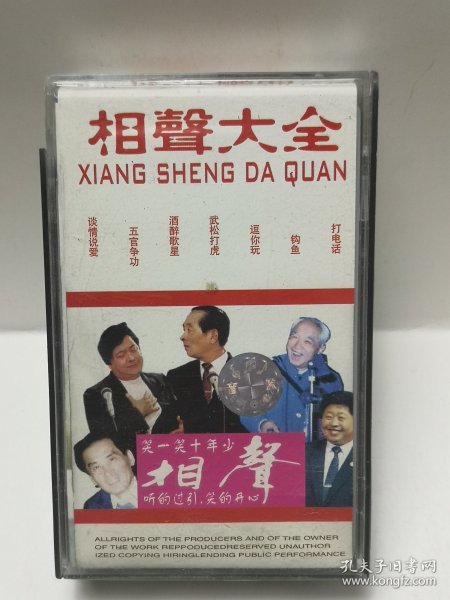 相聲大全
XIANG SHENG DA QUAN
谈情说爱
五官争功
酒醉歌星
武松打虎
逗你玩
钩鱼
打电话
笑一笑十年少
相聲
听的过引，笑的开心
ALLRIGHTS OF THE PRODUCERS AND OF THE OWNER
OF THE WORK REPPODUCEDRESERVED UNAUTHOR
IZED COPYING HIRINGLENDING PUBLIC PERFORMANCE
孔夫子旧书网
www.kongfz.com